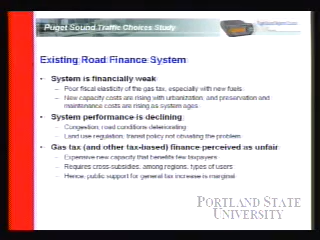 Puget Sound Traffic Choices Study
Existing Road Finance System
• System is financially weak
– Poor fiscal elasticity of the gas tax, especially with new fuels
– New capacity costs are rising with urbanization, and preservation and
maintenance costs are rising as system ages
• System performance is declining
– Congestion, road conditions deteriorating
– Land use regulation, transit policy not obviating the problem
• Gas tax (and other tax-based) finance perceived as unfair
– Expensive new capacity that benefits few taxpayers
– Requires cross-subsidies, among regions, types of users
– Hence, public support for general tax increase is marginal
PORTLAND STATE
UNIVERSITY